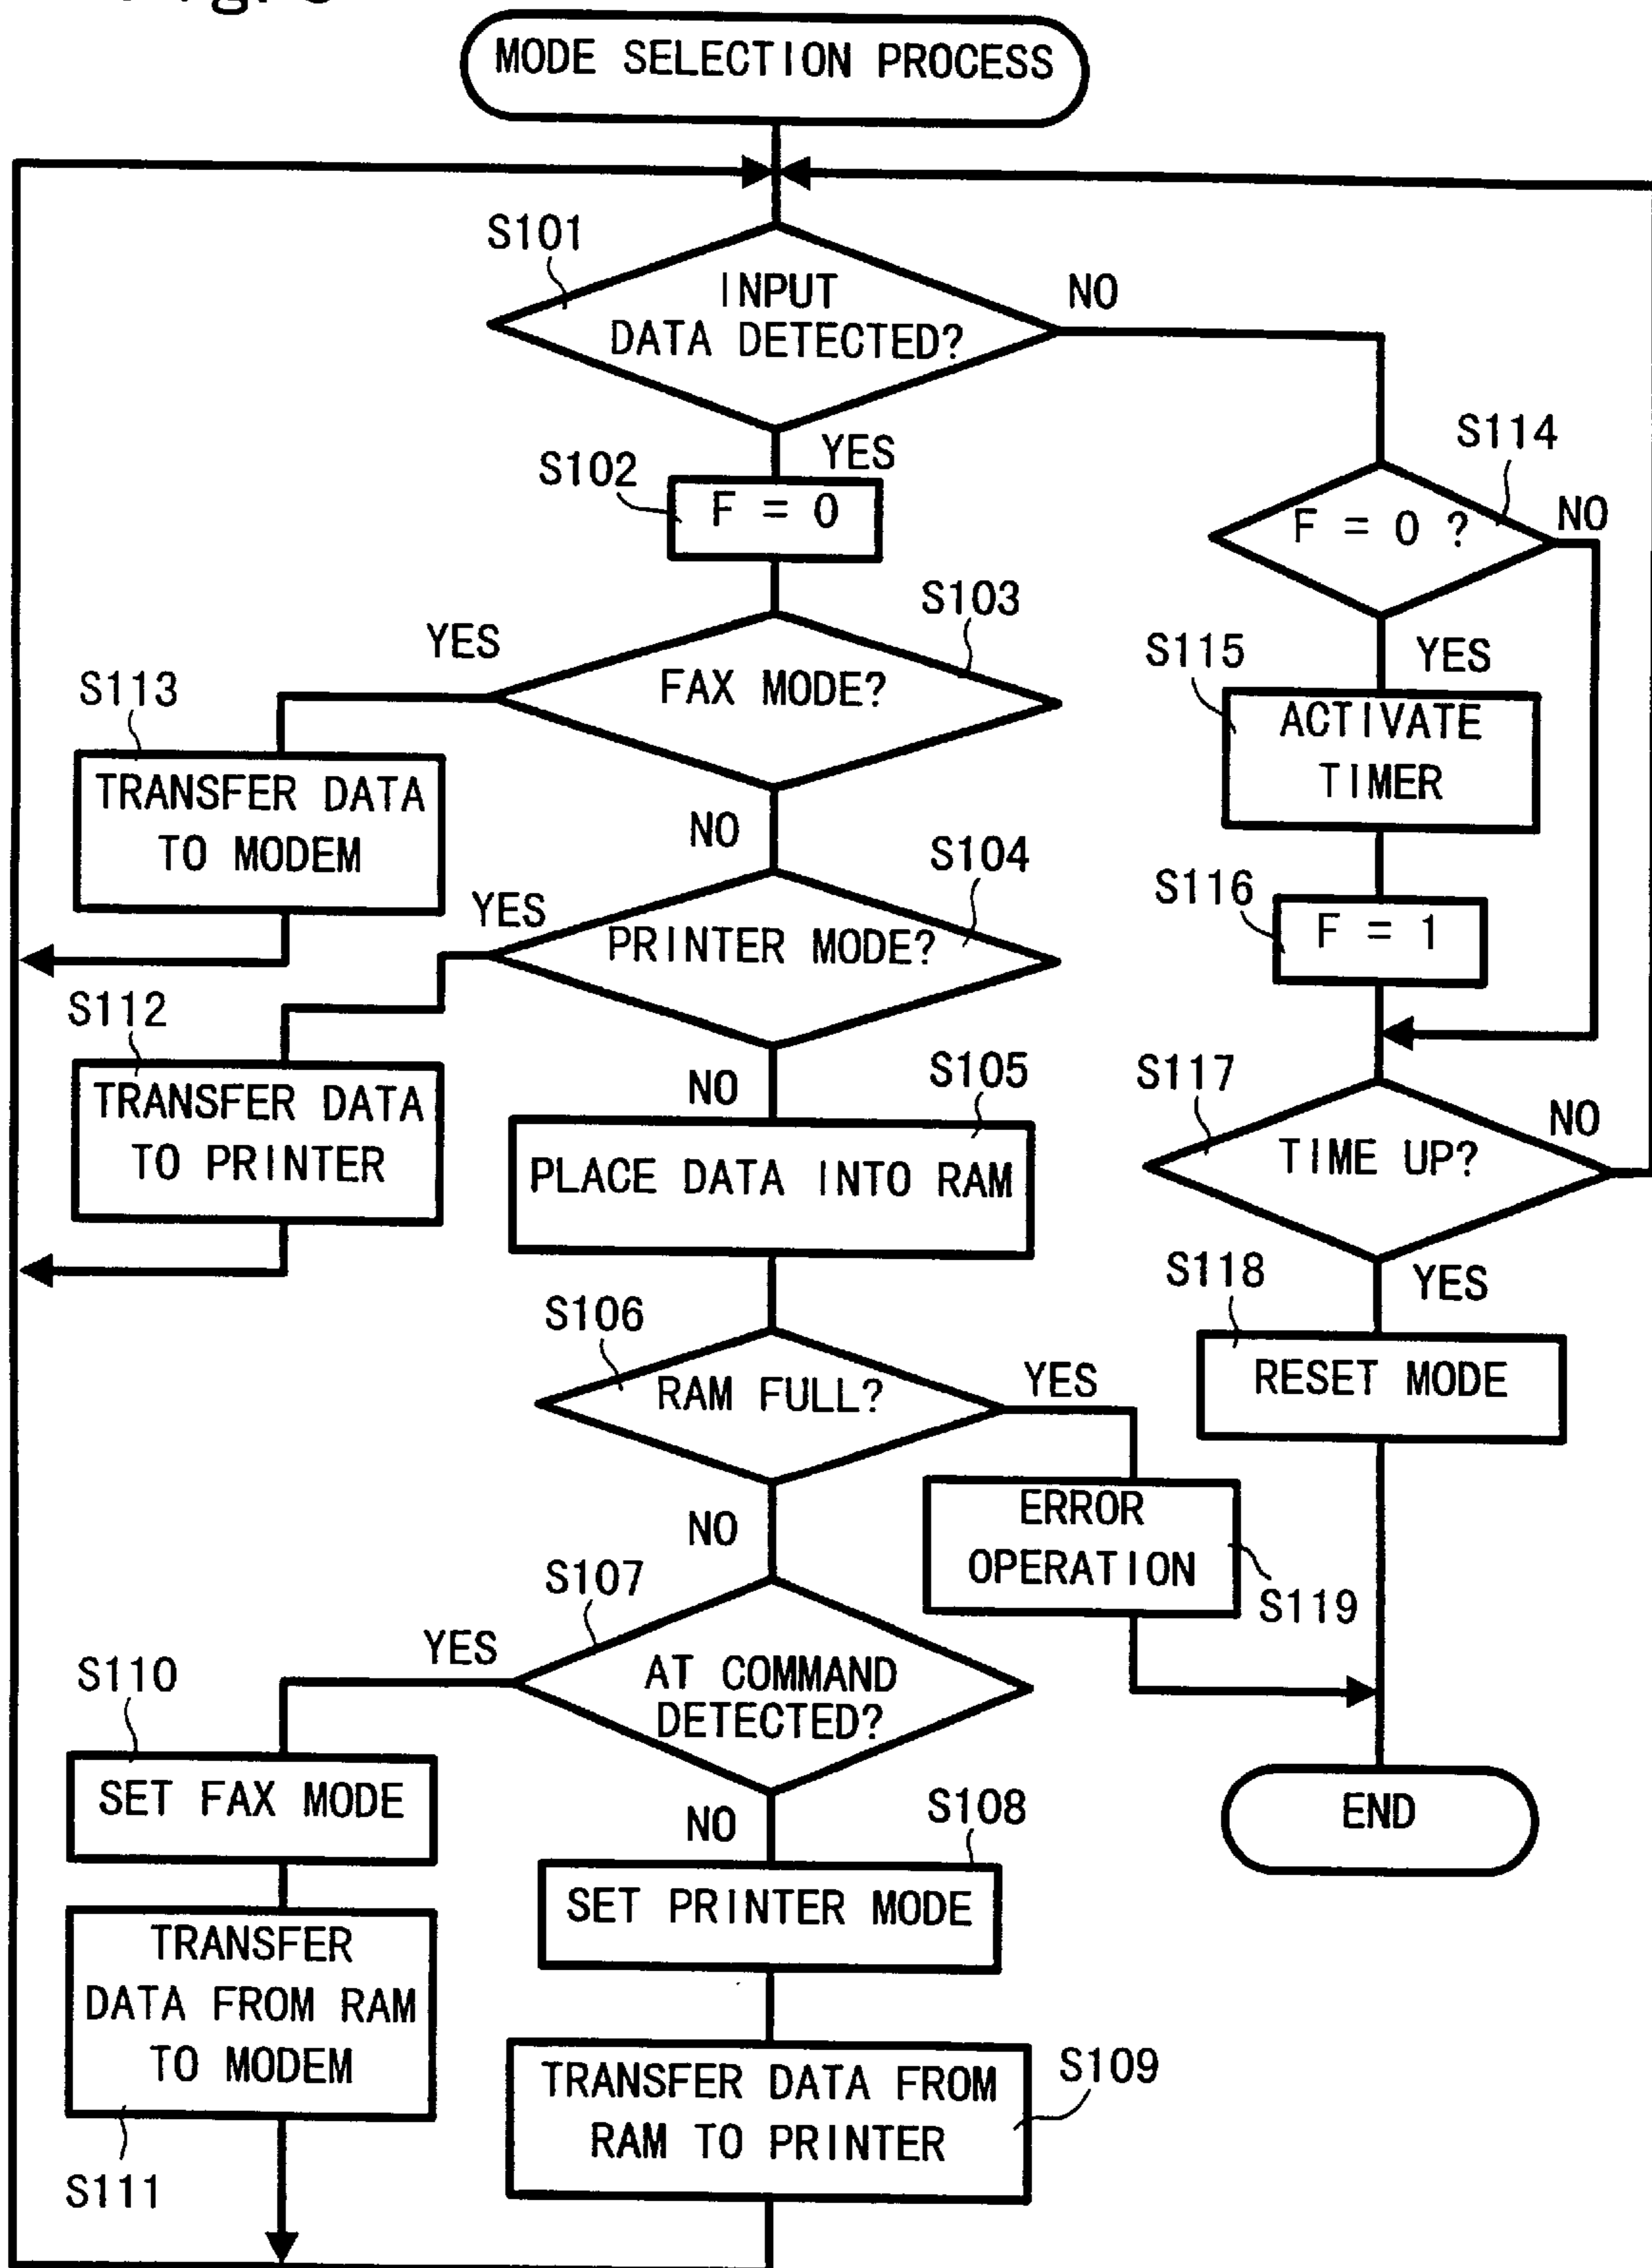 MODE SELECTION PROCESS
S101
INPUT
DATA DETECTED?
NO
YES
S102
F = 0
S114
F = 0 ?
NO
YES
S103
FAX MODE?
YES
NO
S113
TRANSFER DATA
TO MODEM
S115
ACTIVATE
TIMER
S104
PRINTER MODE?
YES
NO
S116
F = 1
S112
TRANSFER DATA
TO PRINTER
S105
PLACE DATA INTO RAM
S117
TIME UP?
NO
YES
S106
RAM FULL?
YES
NO
S118
RESET MODE
ERROR
OPERATION
S119
S107
AT COMMAND
DETECTED?
YES
NO
S110
SET FAX MODE
S108
SET PRINTER MODE
END
TRANSFER
DATA FROM RAM
TO MODEM
S111
TRANSFER DATA FROM
RAM TO PRINTER
S109